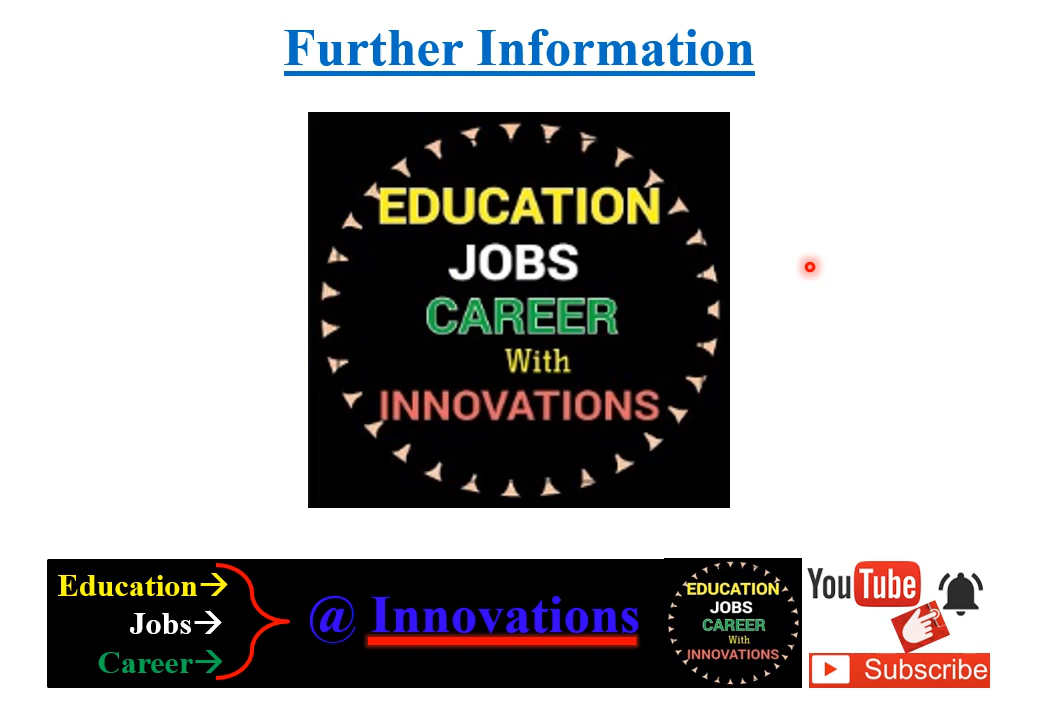 Further Information
EDUCATION
JOBS
CAREER
With
INNOVATIONS
Education→
Jobs→
Career→
@ Innovations
EDUCATION
JOBS
CAREER
With
INNOVATIONS
YouTube
Subscribe